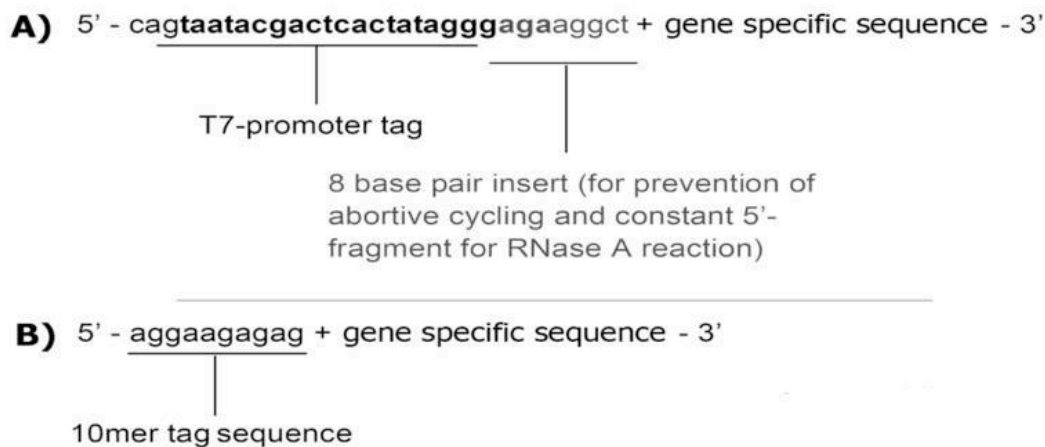 A) 5’ - cagtaatacgactcactatagggagaaggct + gene specific sequence - 3’
T7-promoter tag
8 base pair insert (for prevention of
abortive cycling and constant 5’-
fragment for RNase A reaction)
B) 5’ - aggaagagag + gene specific sequence - 3’
10mer tag sequence